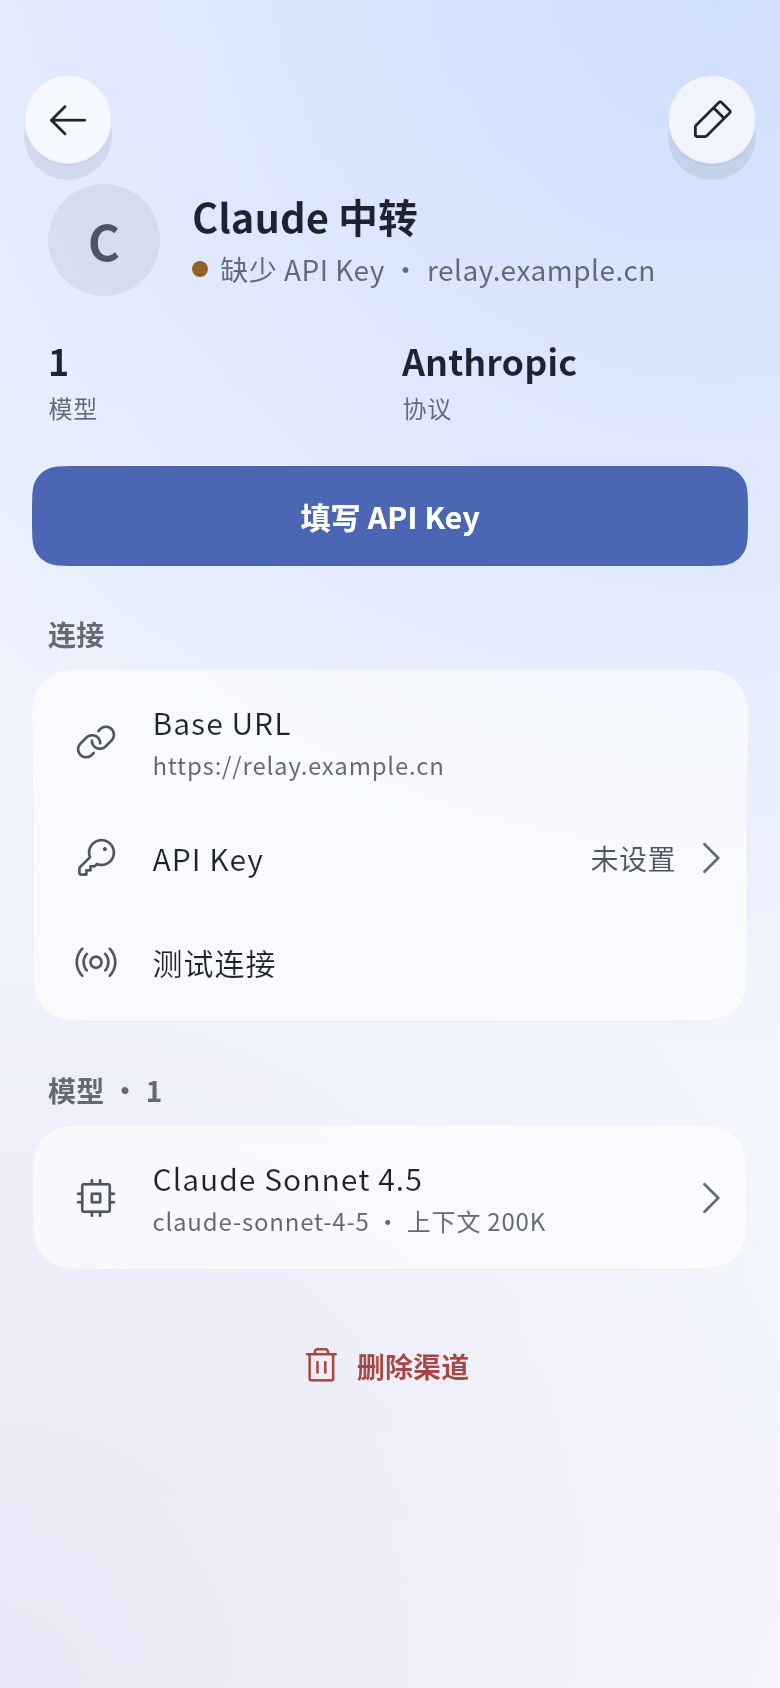 C
Claude 中转
缺少 API Key · relay.example.cn
1
模型
Anthropic
协议
填写 API Key
连接
Base URL
https://relay.example.cn
API Key
未设置
测试连接
模型 · 1
Claude Sonnet 4.5
claude-sonnet-4-5 · 上下文 200K
删除渠道